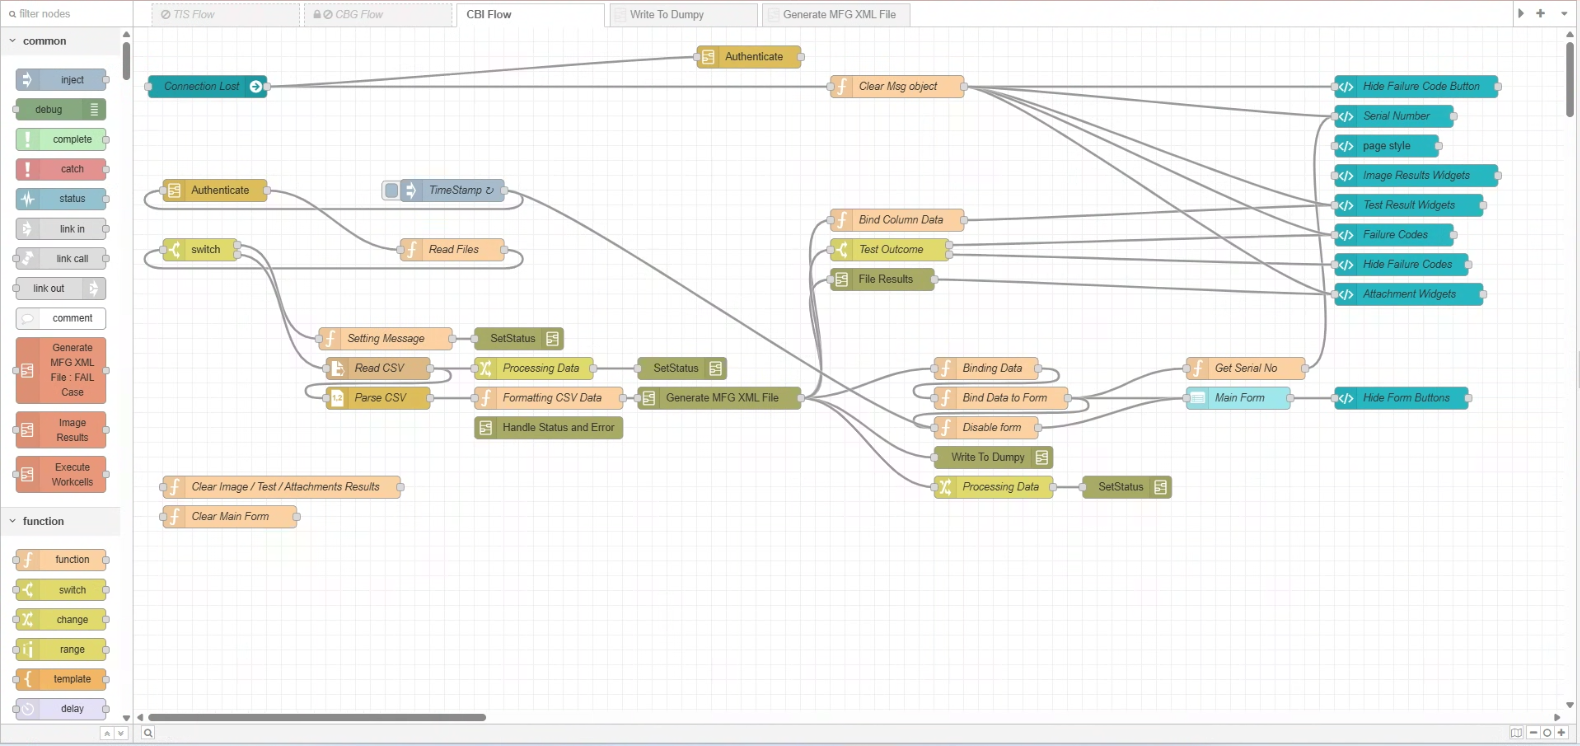 filter nodes
TIS Flow
CBG Flow
CBI Flow
Write To Dumpy
Generate MFG XML File
common
inject
debug
complete
catch
status
link in
link call
link out
comment
Generate
MFG XML
File : FAIL
Case
Image
Results
Execute
Workcells
function
function
switch
change
range
template
delay
Authenticate
Connection Lost
Clear Msg object
Hide Failure Code Button
Serial Number
page style
Image Results Widgets
Authenticate
TimeStamp ↻
Test Result Widgets
Bind Column Data
Failure Codes
switch
Read Files
Test Outcome
Hide Failure Codes
File Results
Attachment Widgets
Setting Message
SetStatus
Read CSV
Processing Data
SetStatus
Binding Data
Get Serial No
Parse CSV
Formatting CSV Data
Generate MFG XML File
Bind Data to Form
Main Form
Hide Form Buttons
Handle Status and Error
Disable form
Write To Dumpy
Clear Image / Test / Attachments Results
Processing Data
SetStatus
Clear Main Form